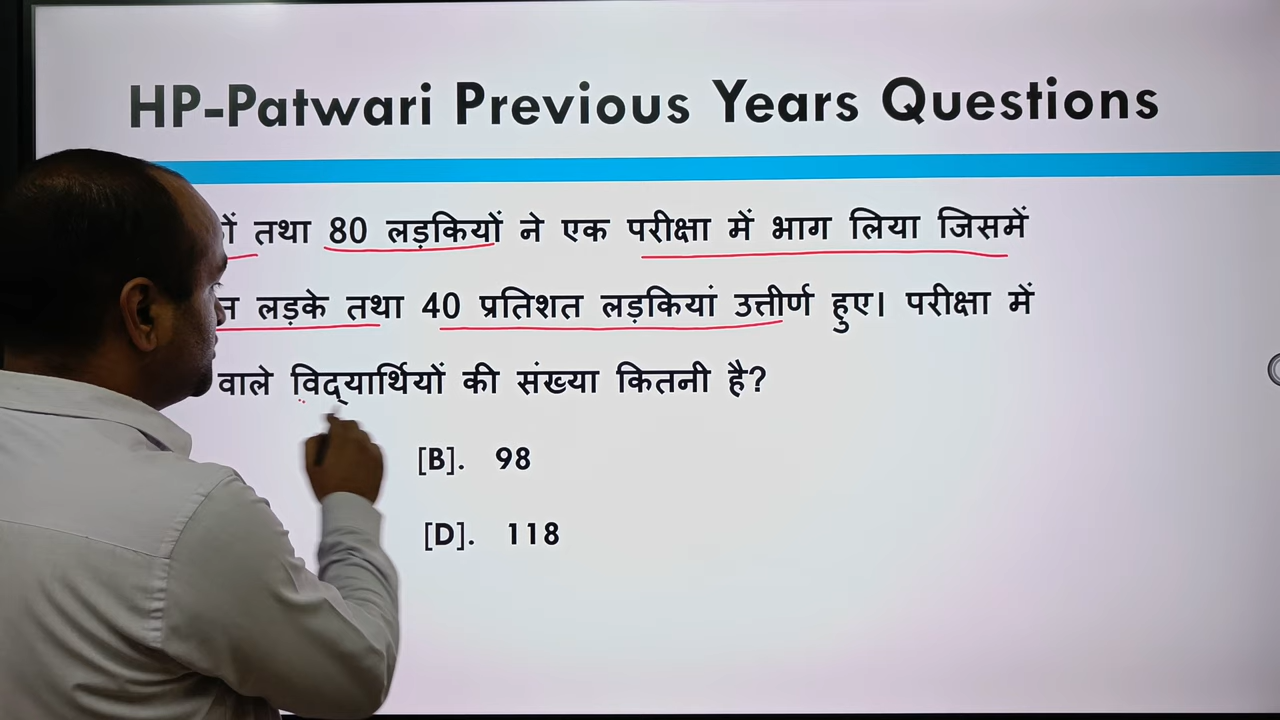 HP-Patwari Previous Years Questions
तथा 80 लड़कियों ने एक परीक्षा में भाग लिया जिसमें
लड़के तथा 40 प्रतिशत लड़कियां उत्तीर्ण हुए। परीक्षा में
वाले विद्यार्थियों की संख्या कितनी है?
[B]. 98
[D]. 118